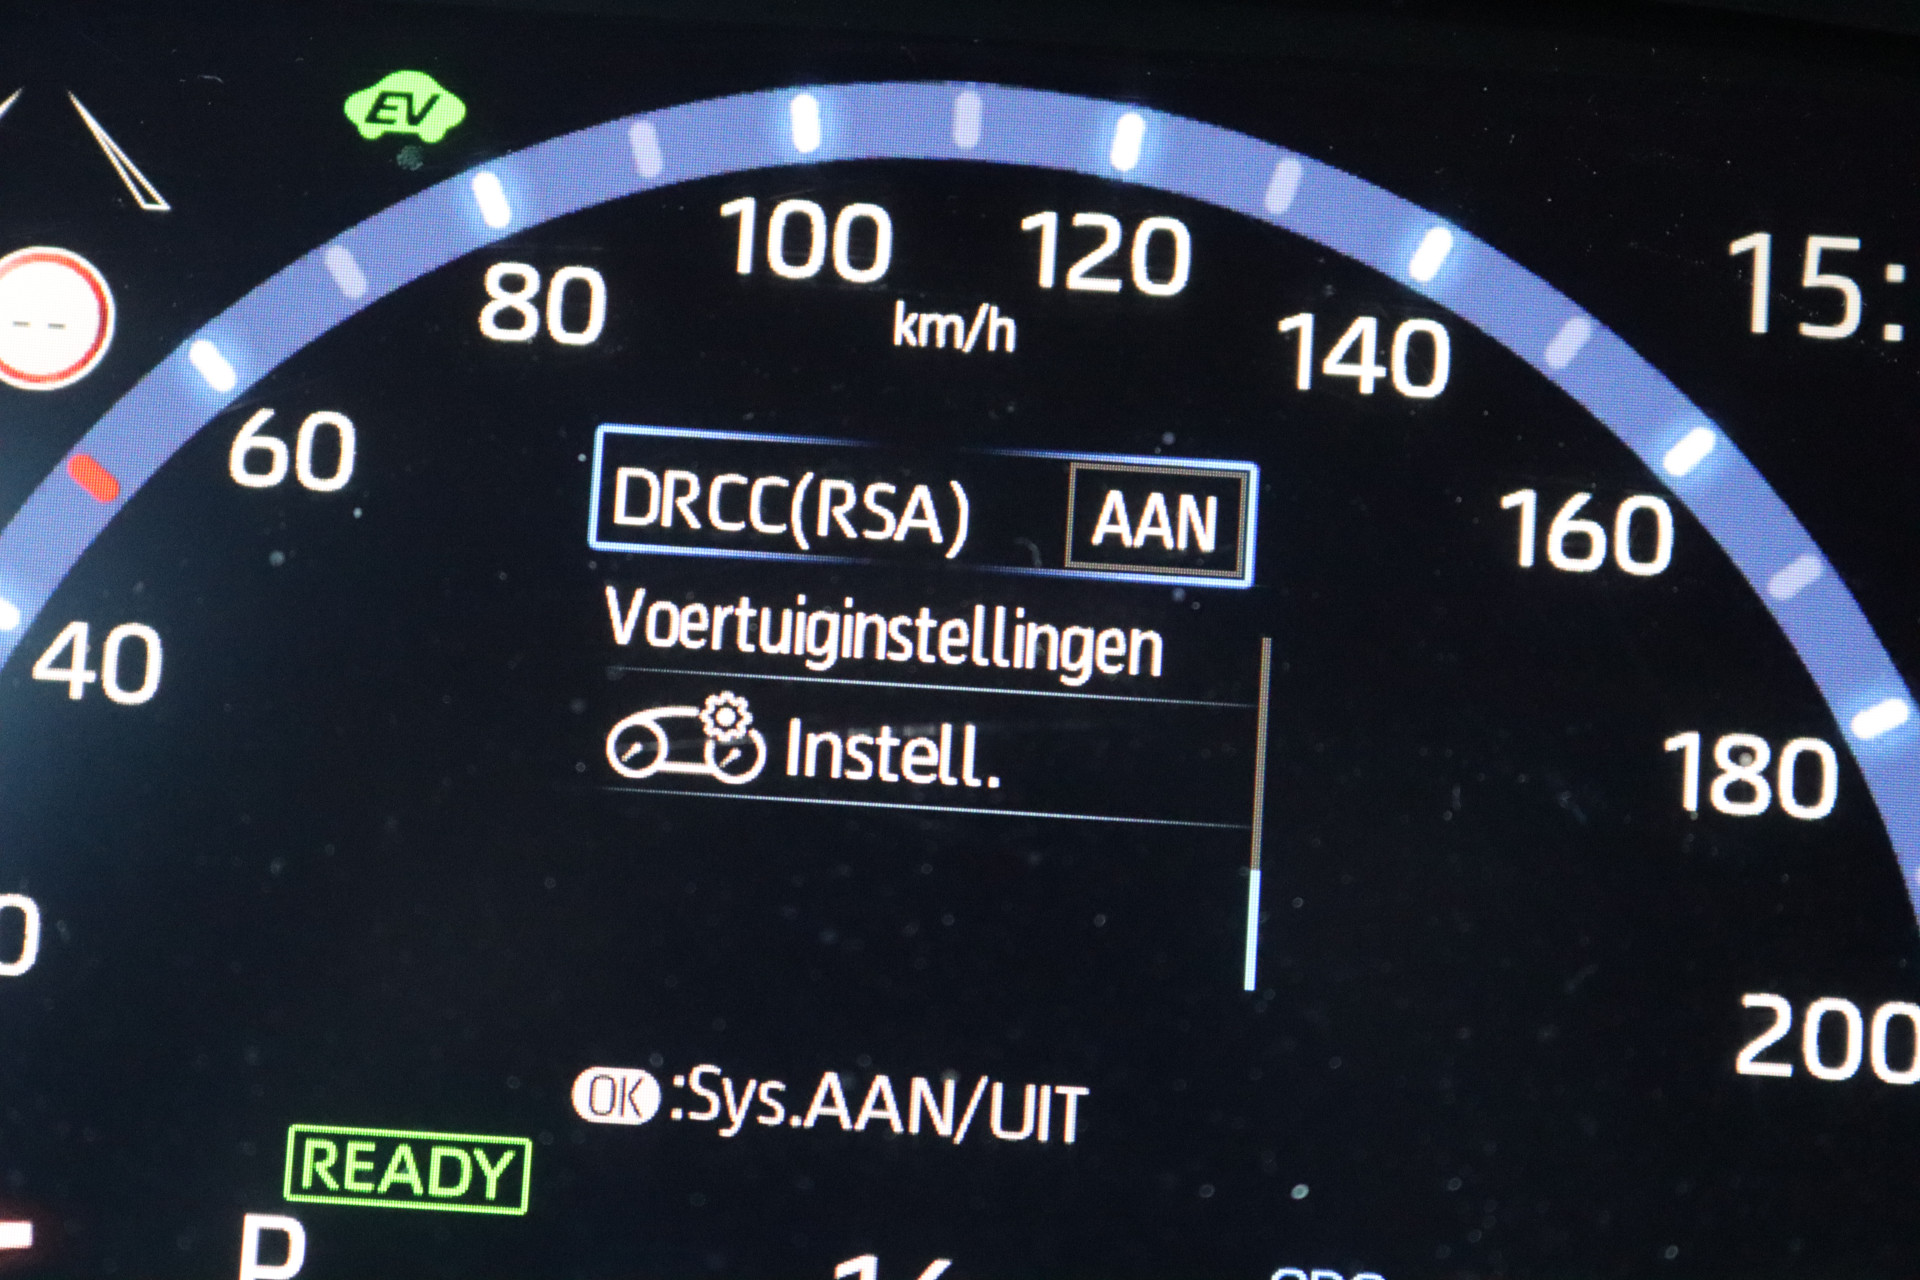 EV
100
120
80
km/h
140
15:
60
DRCC(RSA) AAN
160
Voertuiginstellingen
40
Instell.
180
200
OK :Sys.AAN/UIT
READY
P